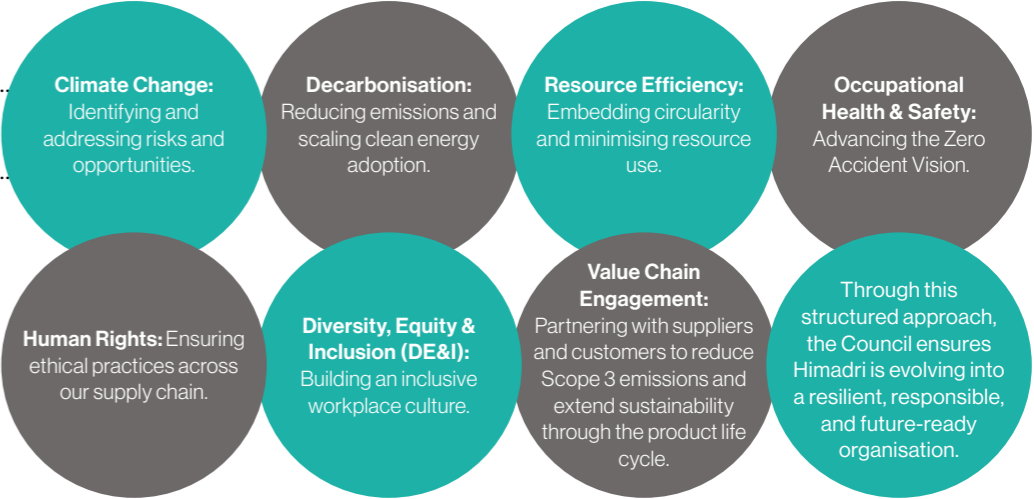 Climate Change:
Identifying and
addressing risks and
opportunities.
Decarbonisation:
Reducing emissions and
scaling clean energy
adoption.
Resource Efficiency:
Embedding circularity
and minimising resource
use.
Occupational
Health & Safety:
Advancing the Zero
Accident Vision.
Human Rights: Ensuring
ethical practices across
our supply chain.
Diversity, Equity &
Inclusion (DE&I):
Building an inclusive
workplace culture.
Value Chain
Engagement:
Partnering with suppliers
and customers to reduce
Scope 3 emissions and
extend sustainability
through the product life
cycle.
Through this
structured approach,
the Council ensures
Himadri is evolving into
a resilient, responsible,
and future-ready
organisation.